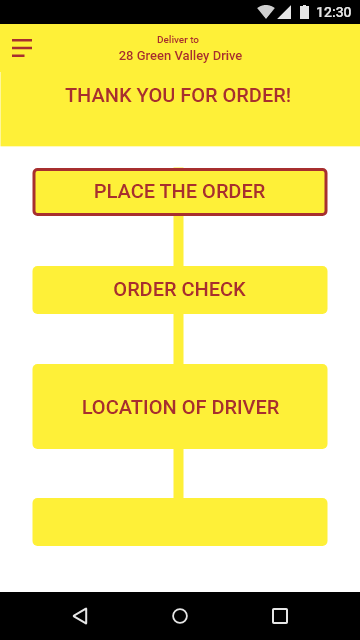 12:30
Deliver to
28 Green Valley Drive
THANK YOU FOR ORDER!
PLACE THE ORDER
ORDER CHECK
LOCATION OF DRIVER